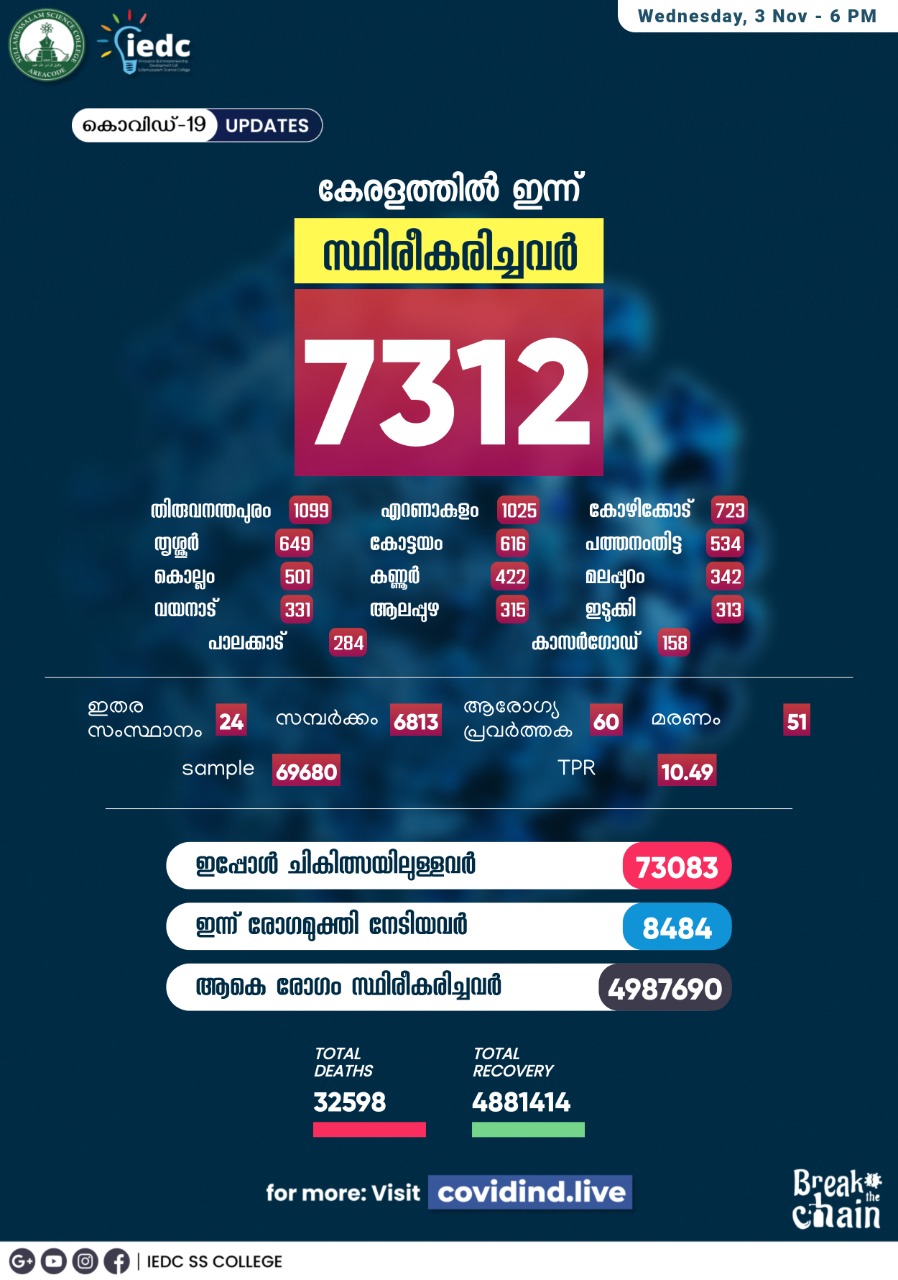 Wednesday, 3 Nov - 6 PM
SULLAMUSSALAM SCIENCE COLLEGE
AREACODE
iedc
കൊവിഡ്-19 UPDATES
കേരളത്തിൽ ഇന്ന്
സ്ഥിരീകരിച്ചവർ
7312
തിരുവനന്തപുരം 1099 എറണാകുളം 1025 കോഴിക്കോട് 723
തൃശ്ശൂർ 649 കോട്ടയം 616 പത്തനംതിട്ട 534
കൊല്ലം 501 കണ്ണൂർ 422 മലപ്പുറം 342
വയനാട് 331 ആലപ്പുഴ 315 ഇടുക്കി 313
പാലക്കാട് 284 കാസർഗോഡ് 158
ഇതര സംസ്ഥാനം 24 സമ്പർക്കം 6813 ആരോഗ്യ പ്രവർത്തക 60 മരണം 51
sample 69680 TPR 10.49
ഇപ്പോൾ ചികിത്സയിലുള്ളവർ 73083
ഇന്ന് രോഗമുക്തി നേടിയവർ 8484
ആകെ രോഗം സ്ഥിരീകരിച്ചവർ 4987690
TOTAL DEATHS
32598
TOTAL RECOVERY
4881414
for more: Visit covidind.live
Break the chain
IEDC SS COLLEGE